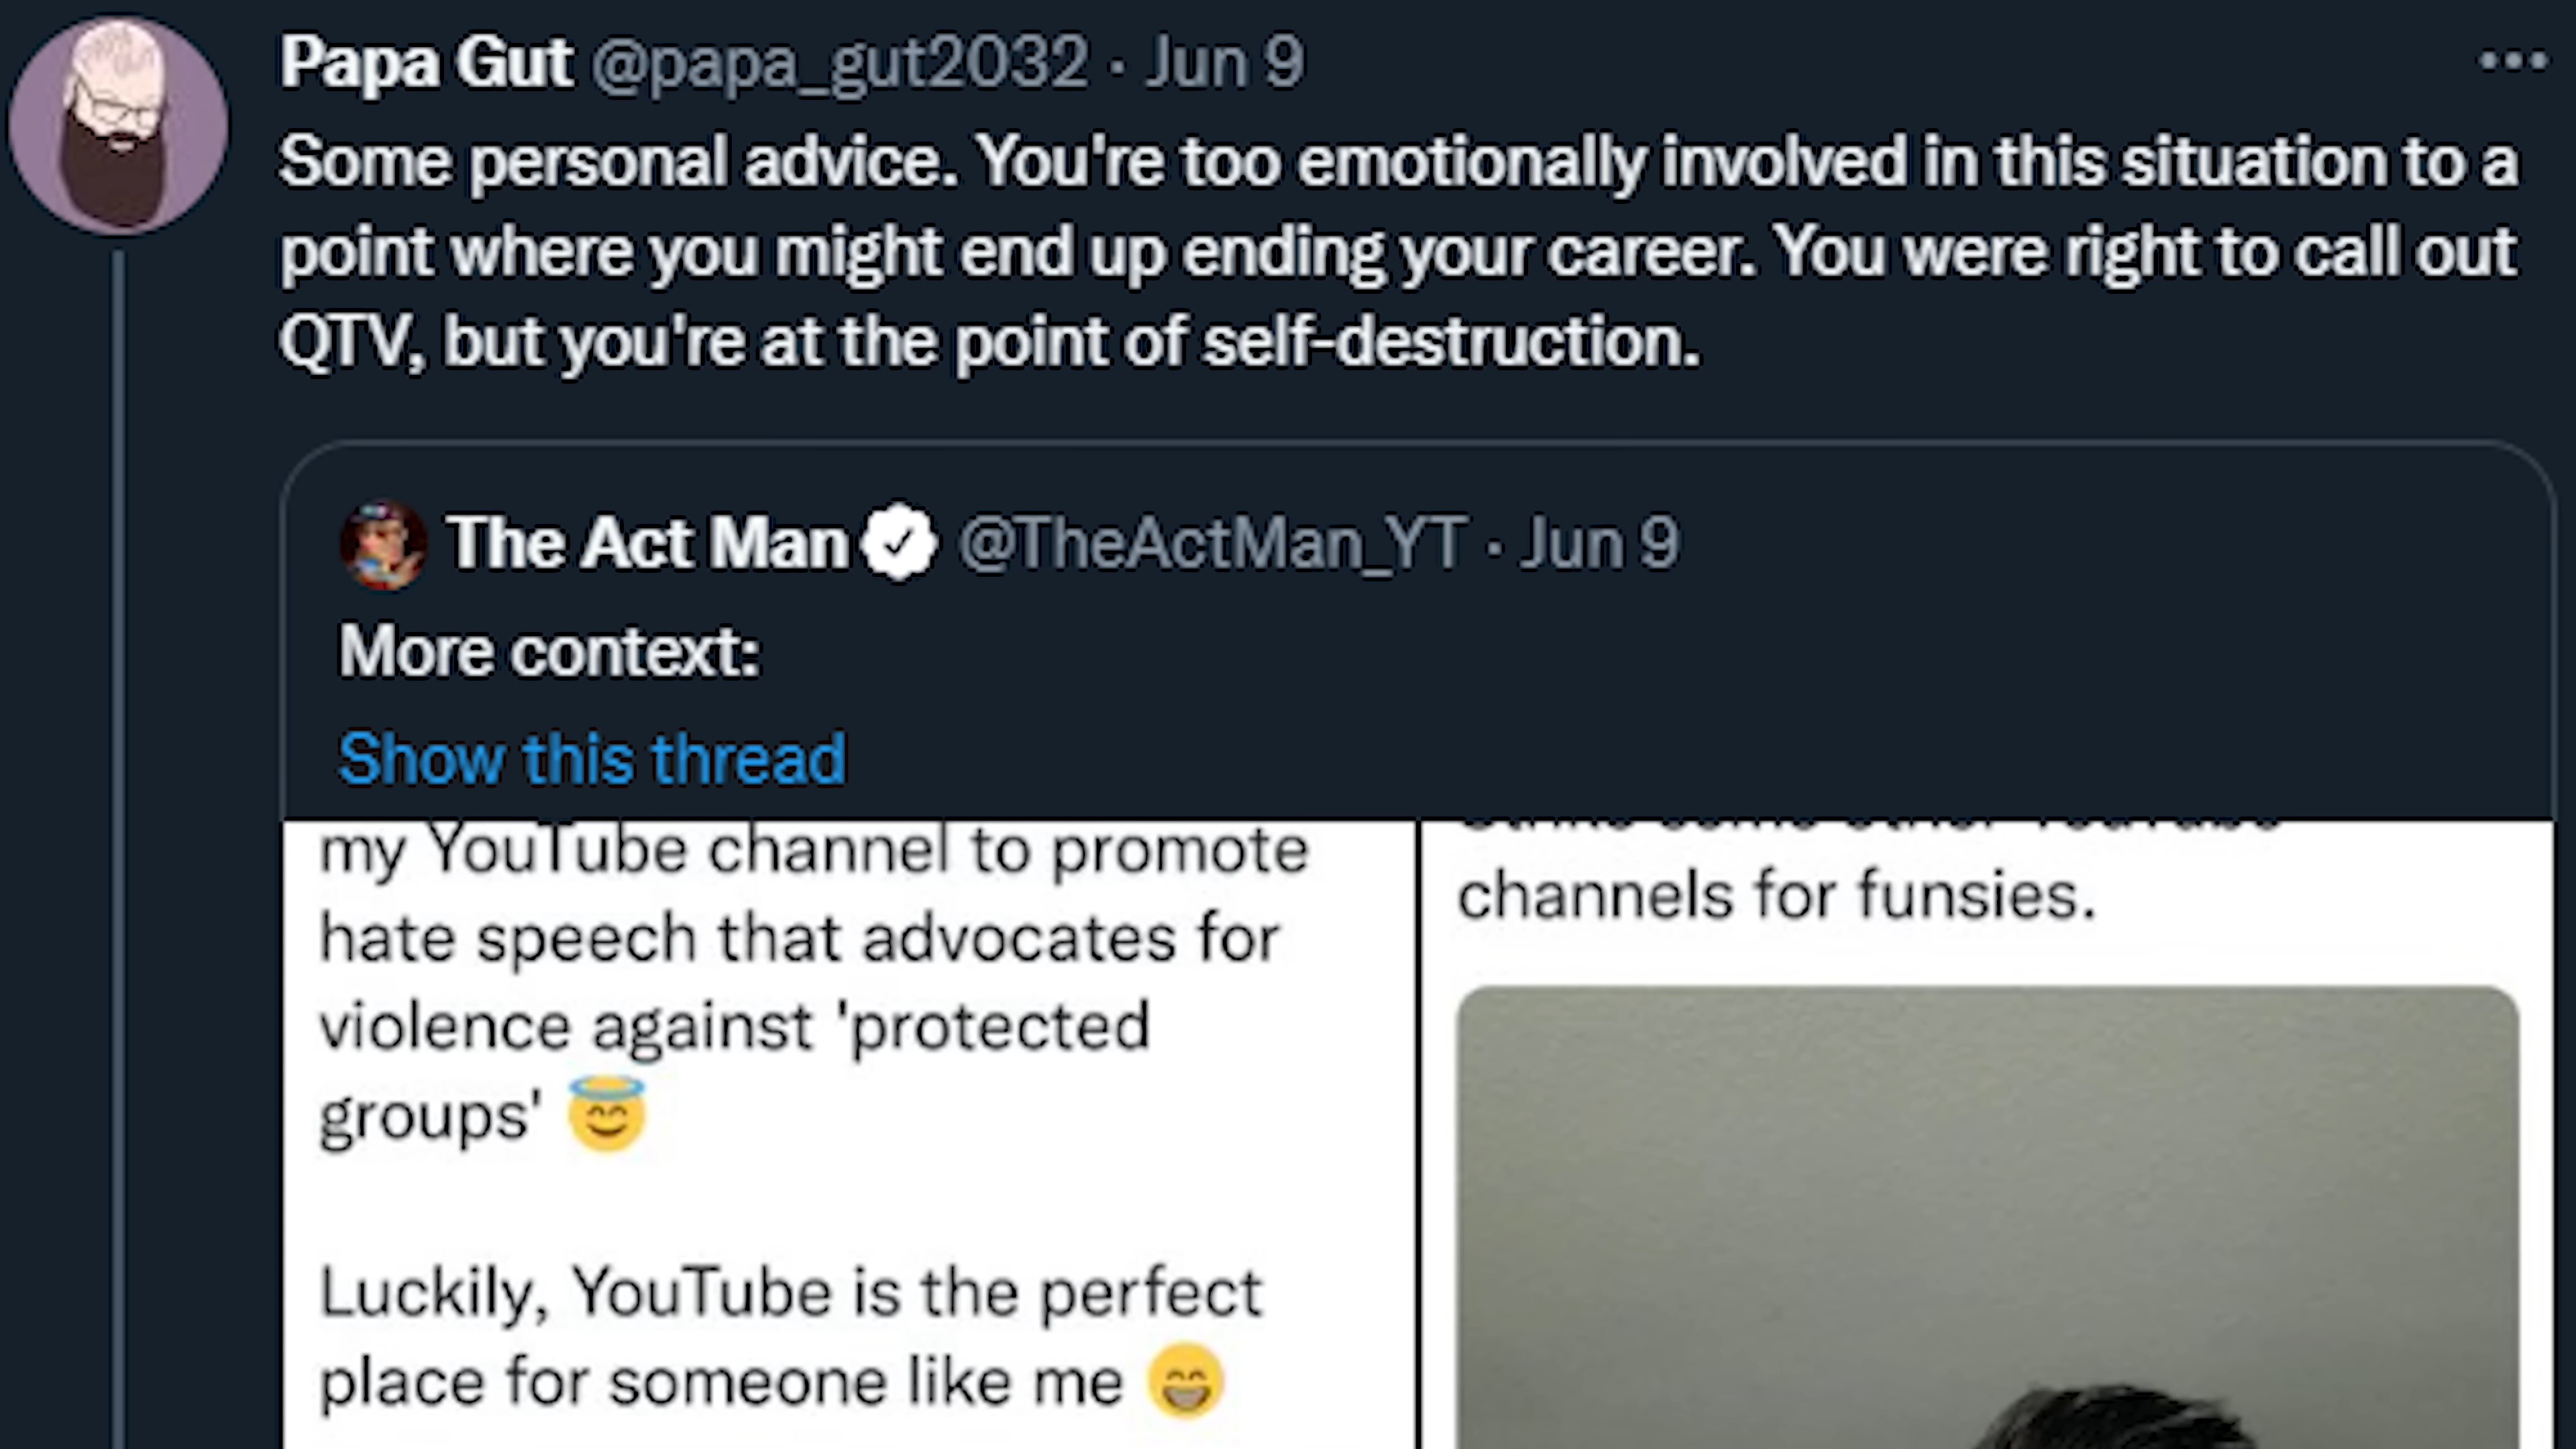 Papa Gut @papa_gut2032 · Jun 9
Some personal advice. You're too emotionally involved in this situation to a
point where you might end up ending your career. You were right to call out
QTV, but you're at the point of self-destruction.
The Act Man @TheActMan_YT · Jun 9
More context:
Show this thread
my YouTube channel to promote
hate speech that advocates for
violence against 'protected
groups' 😇
Luckily, YouTube is the perfect
place for someone like me 😄
channels for funsies.